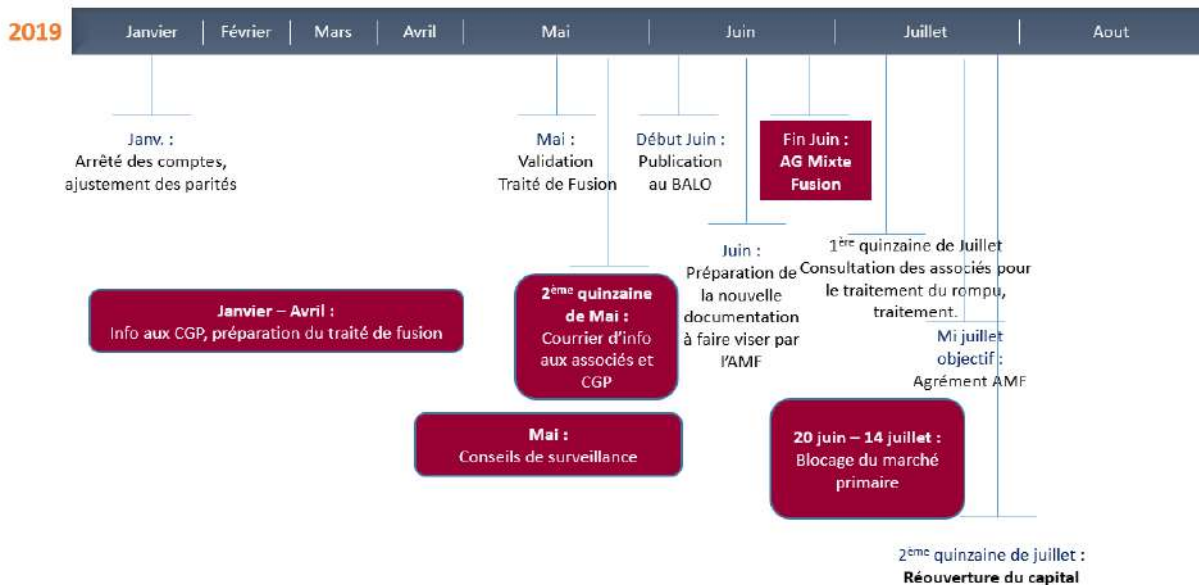 2019
Janvier
Février
Mars
Avril
Mai
Juin
Juillet
Aout
Janv. :
Arrêté des comptes,
ajustement des parités
Mai :
Validation
Traité de Fusion
Début Juin :
Publication
au BALO
Fin Juin :
AG Mixte
Fusion
Janvier – Avril :
Info aux CGP, préparation du traité de fusion
2ème quinzaine
de Mai :
Courrier d’info
aux associés et
CGP
Juin :
Préparation de
la nouvelle
documentation
à faire viser par
l’AMF
1ère quinzaine de Juillet
Consultation des associés pour
le traitement du rompu,
traitement.
Mi juillet
objectif :
Agrément AMF
Mai :
Conseils de surveillance
20 juin – 14 juillet :
Blocage du marché
primaire
2ème quinzaine de juillet :
Réouverture du capital